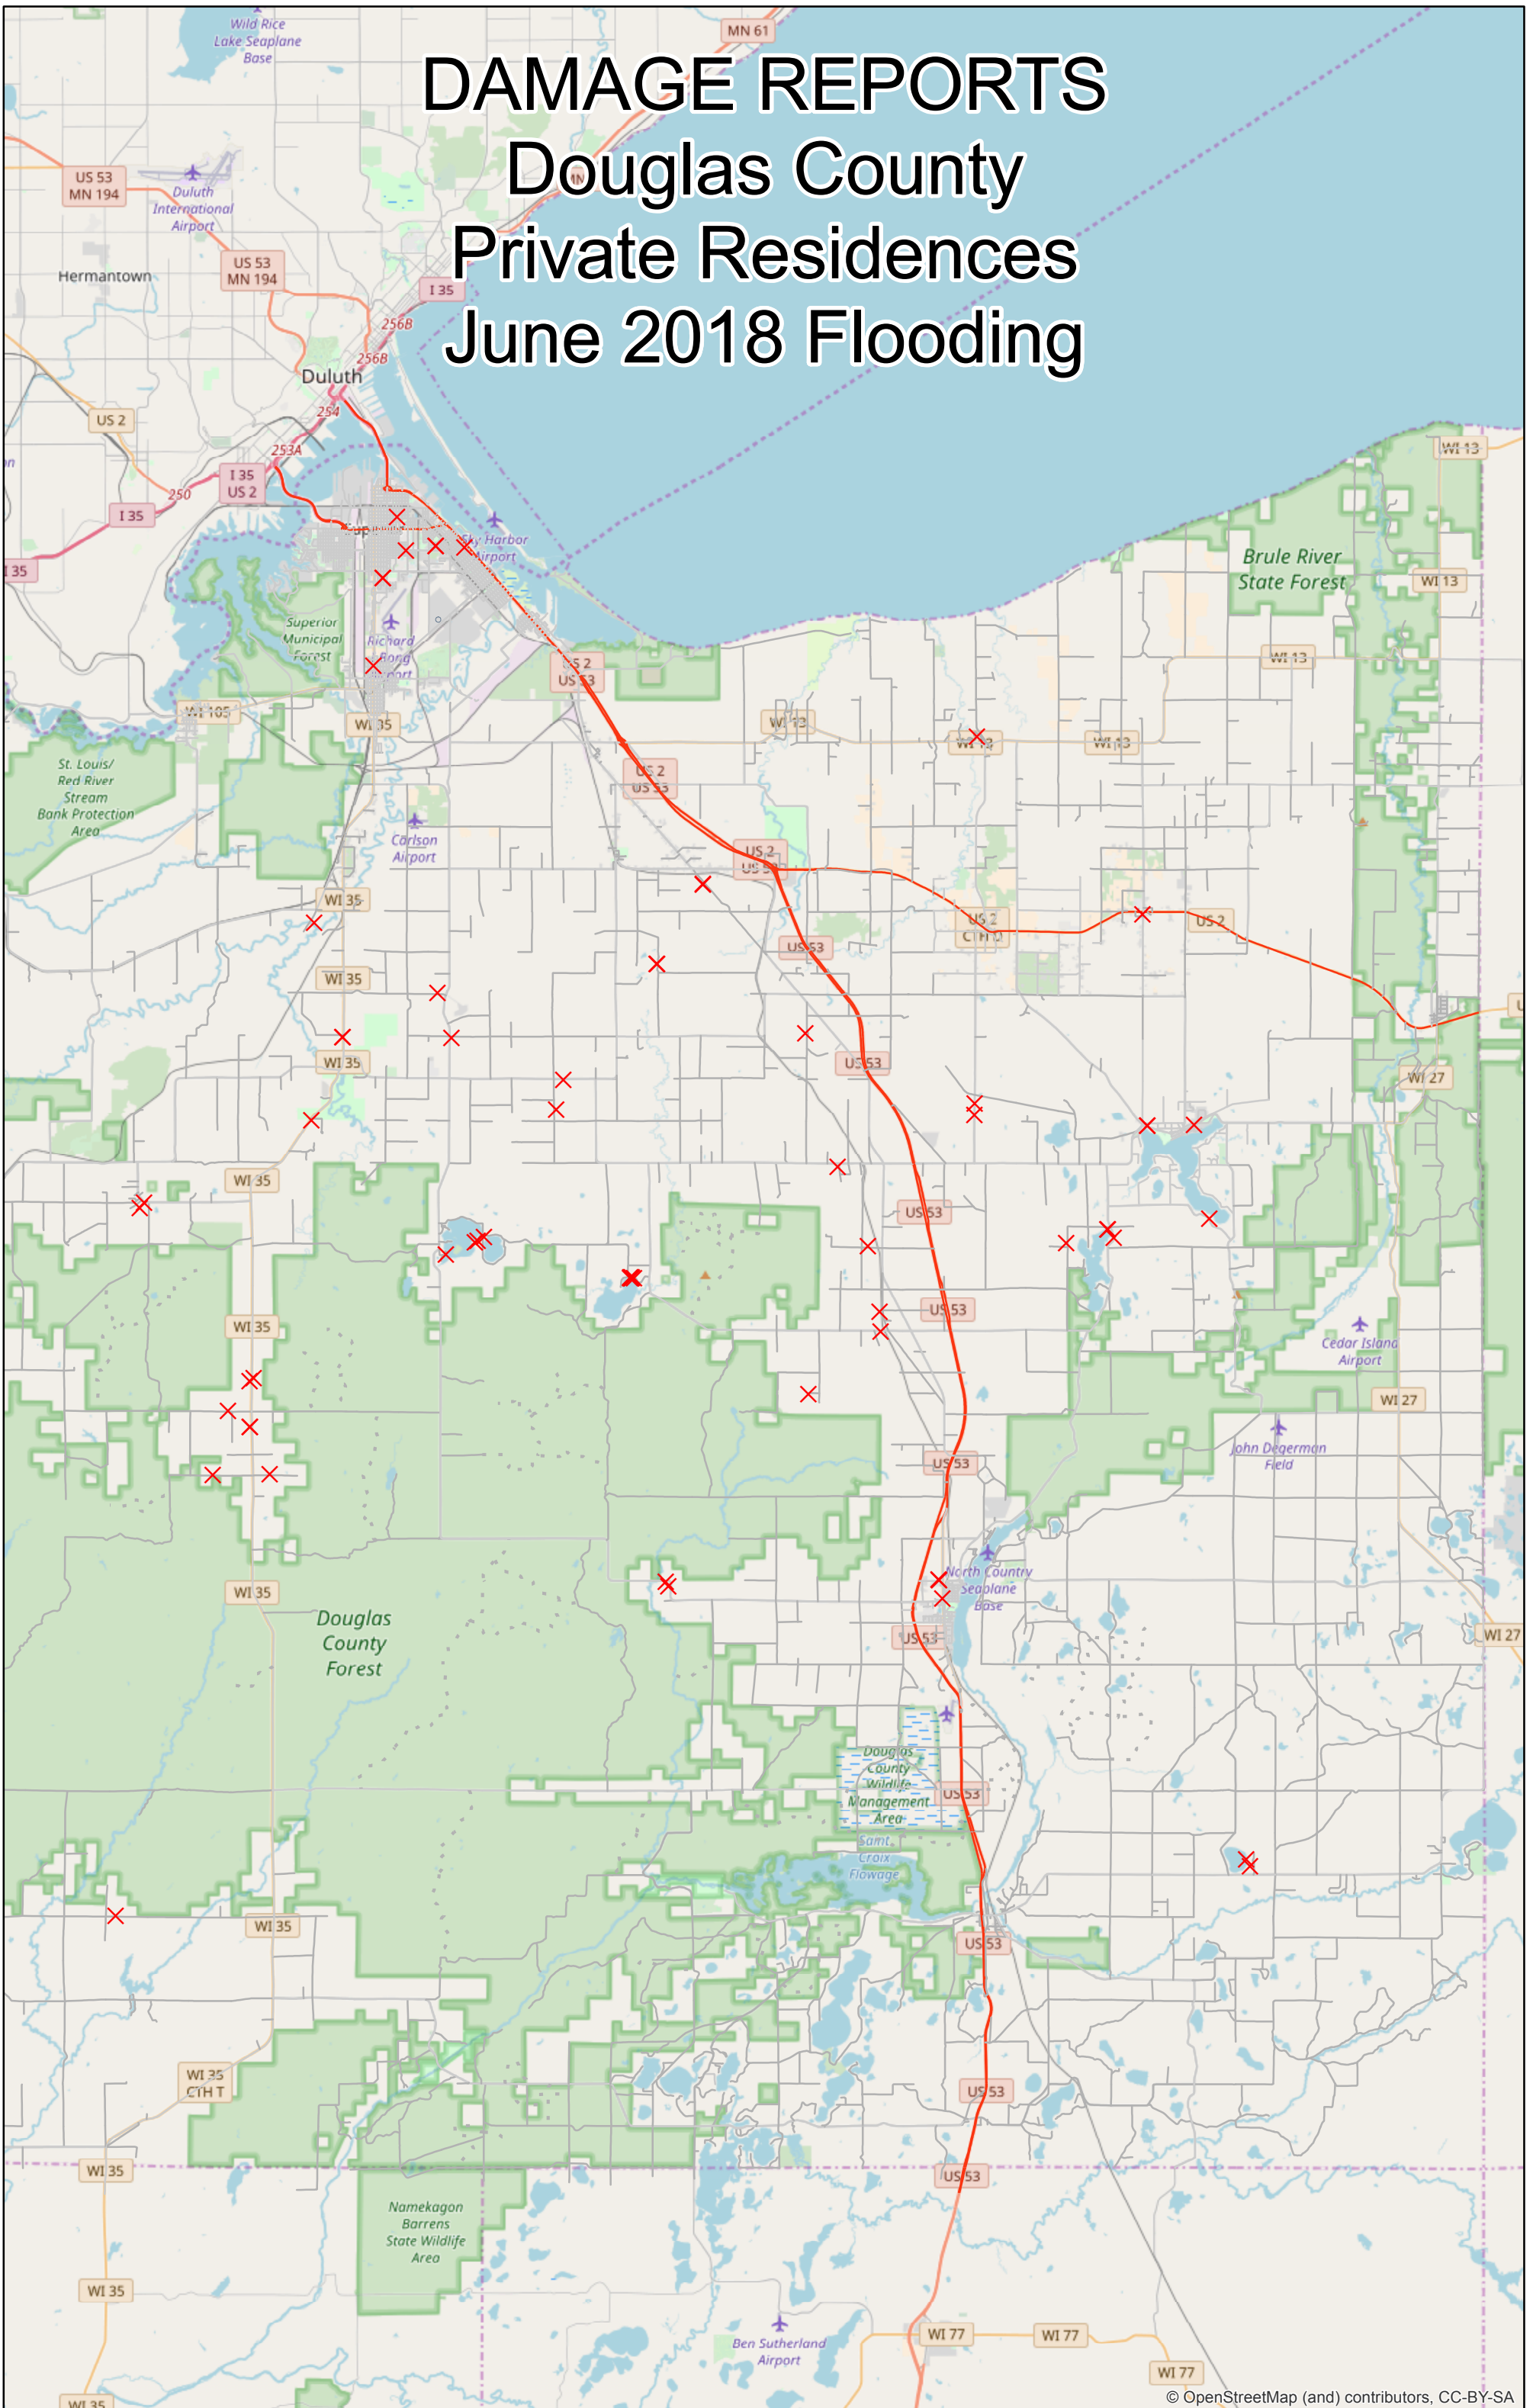 Wild Rice
Lake Seaplane
Base
MN 61
DAMAGE REPORTS
Douglas County
Private Residences
June 2018 Flooding
US 53
MN 194
Duluth
International
Airport
MN
Hermantown
US 53
MN 194
I 35
256B
256B
Duluth
254
US 2
253A
I 35
US 2
250
I 35
I 35
WI 13
Sky Harbor
Airport
Brule River
State Forest
WI 13
Superior
Municipal
Forest
Richard
Bong
Airport
US 2
US 53
WI 13
WI 105
WI 35
WI 13
WI 13
WI 13
St. Louis/
Red River
Stream
Bank Protection
Area
US 2
US 53
Carlson
Airport
US 2
US 53
WI 35
US 2
CTH D
US 2
US 53
WI 35
WI 35
US 53
WI 27
WI 35
US 53
WI 35
US 53
Cedar Island
Airport
WI 27
John Degerman
Field
US 53
North Country
Seaplane
Base
WI 35
Douglas
County
Forest
US 53
WI 27
Douglas
County
Wildlife
Management
Area
US 53
Saint
Croix
Flowage
WI 35
US 53
WI 35
CTH T
US 53
WI 35
US 53
Namekagon
Barrens
State Wildlife
Area
WI 35
Ben Sutherland
Airport
WI 77
WI 77
WI 77
WI 35
© OpenStreetMap (and) contributors, CC-BY-SA